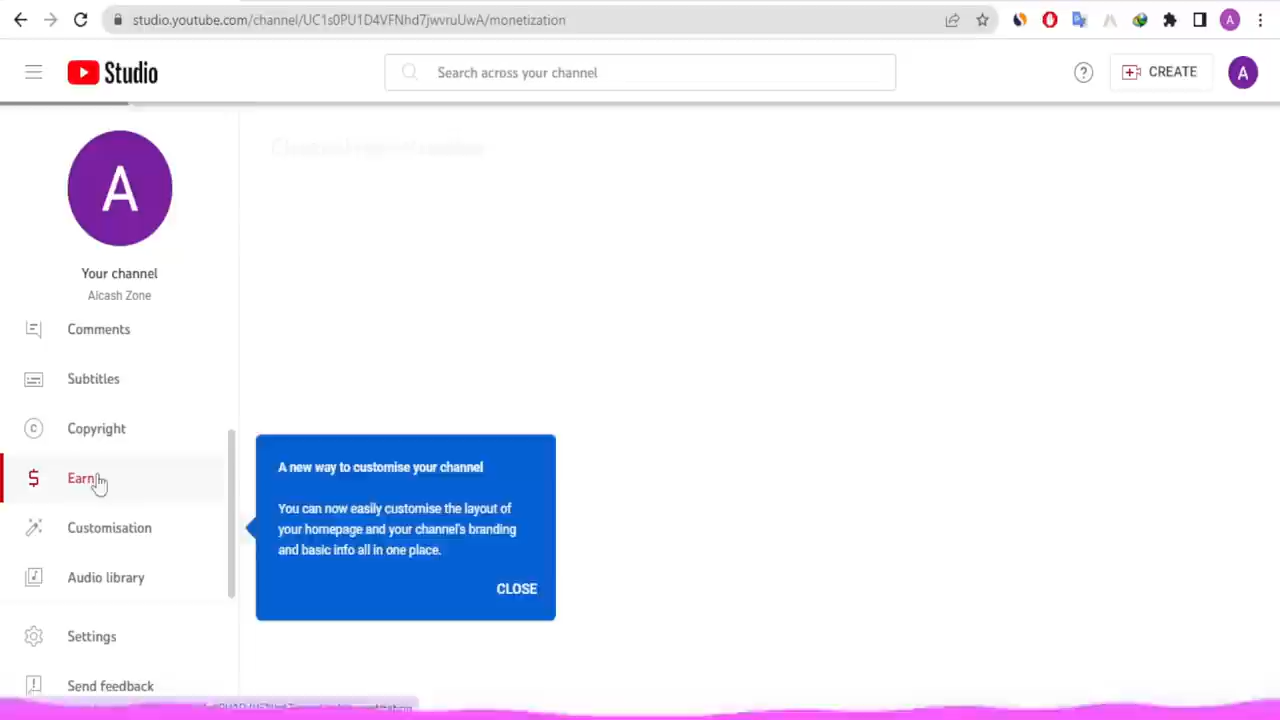 studio.youtube.com/channel/UC1s0PU1D4VFNhd7jwvruUwA/monetization
A
Studio
Search across your channel
CREATE
A
A
Your channel
Alcash Zone
Comments
Subtitles
Copyright
Earn
Customisation
Audio library
Settings
Send feedback
A new way to customise your channel
You can now easily customise the layout of
your homepage and your channel's branding
and basic info all in one place.
CLOSE